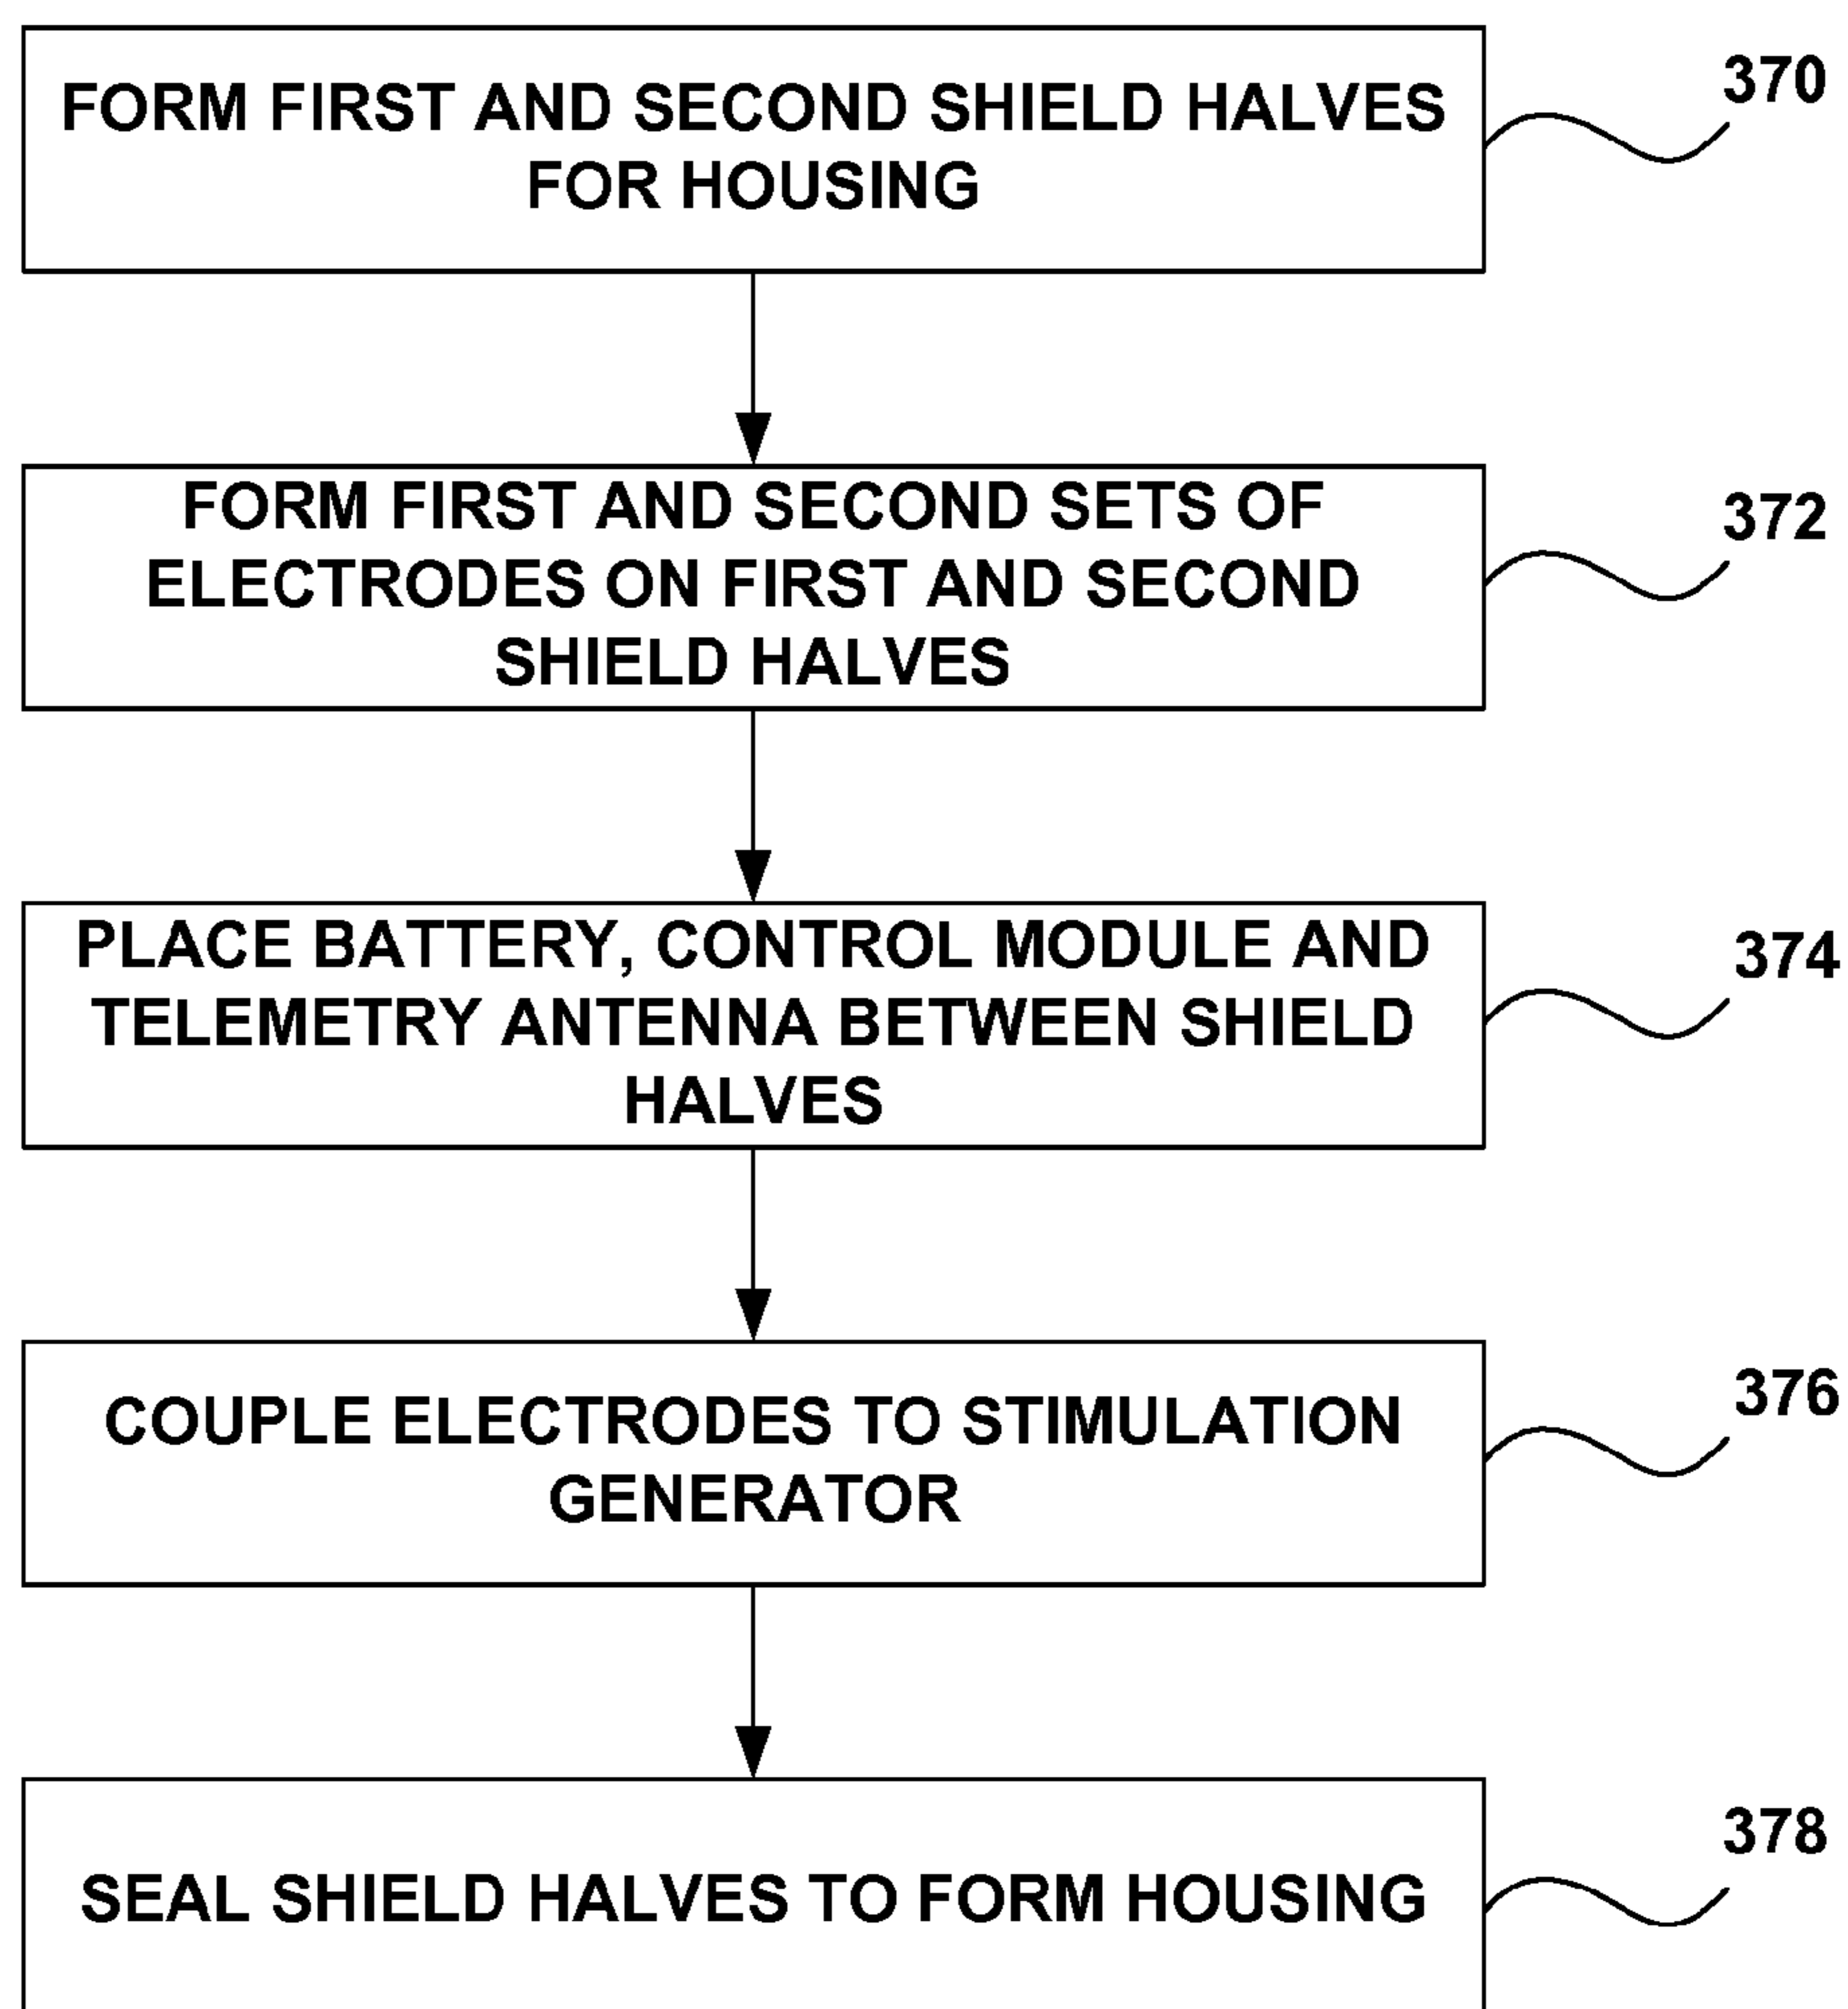 FORM FIRST AND SECOND SHIELD HALVES
FOR HOUSING
370
FORM FIRST AND SECOND SETS OF
ELECTRODES ON FIRST AND SECOND
SHIELD HALVES
372
PLACE BATTERY, CONTROL MODULE AND
TELEMETRY ANTENNA BETWEEN SHIELD
HALVES
374
COUPLE ELECTRODES TO STIMULATION
GENERATOR
376
SEAL SHIELD HALVES TO FORM HOUSING
378